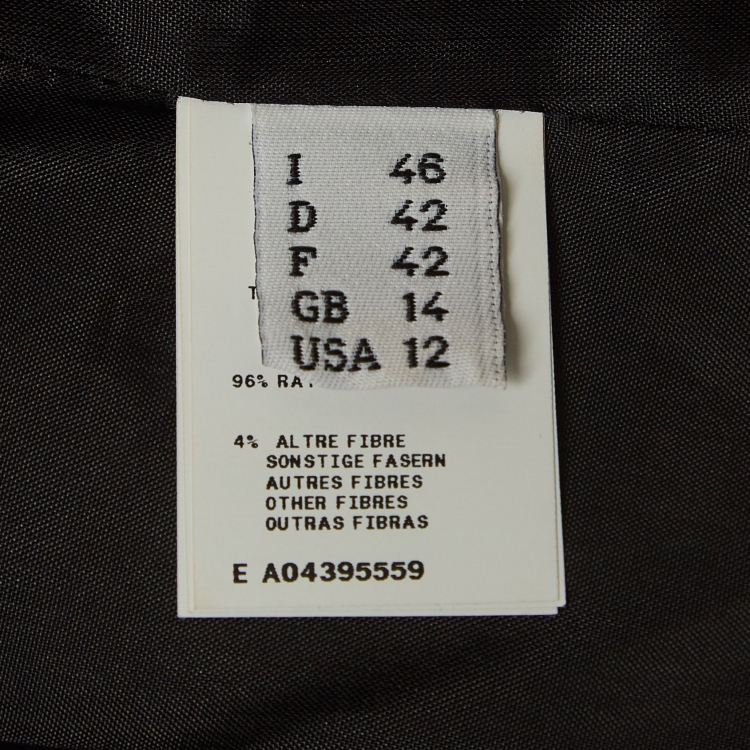 I 46
D 42
F 42
GB 14
USA 12
96%
4% ALTRE FIBRE
SONSTIGE FASERN
AUTRES FIBRES
OTHER FIBRES
OUTRAS FIBRAS
E A04395559